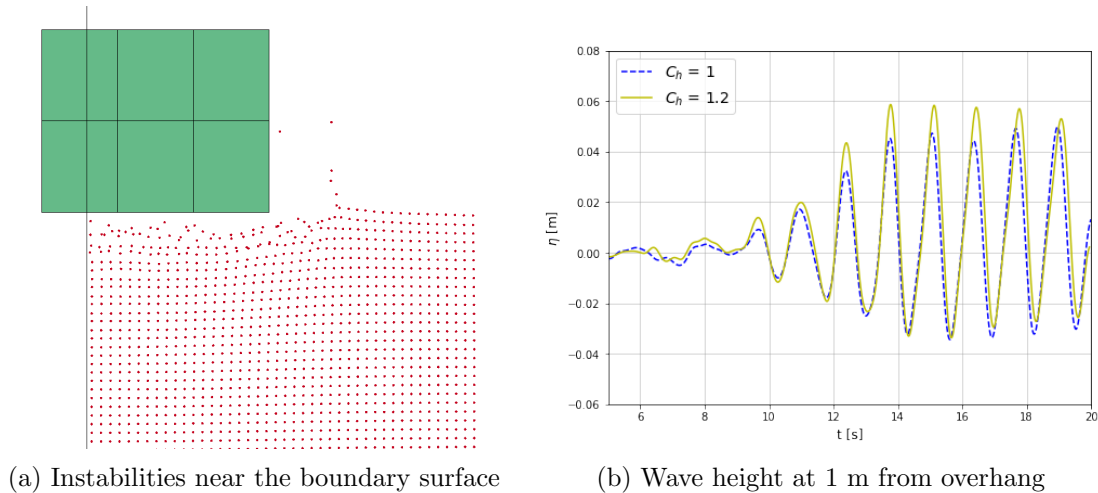 C_h = 1
C_h = 1.2
0.08
0.06
0.04
0.02
0.00
−0.02
−0.04
−0.06
η [m]
6 8 10 12 14 16 18 20
t [s]
(a) Instabilities near the boundary surface
(b) Wave height at 1 m from overhang